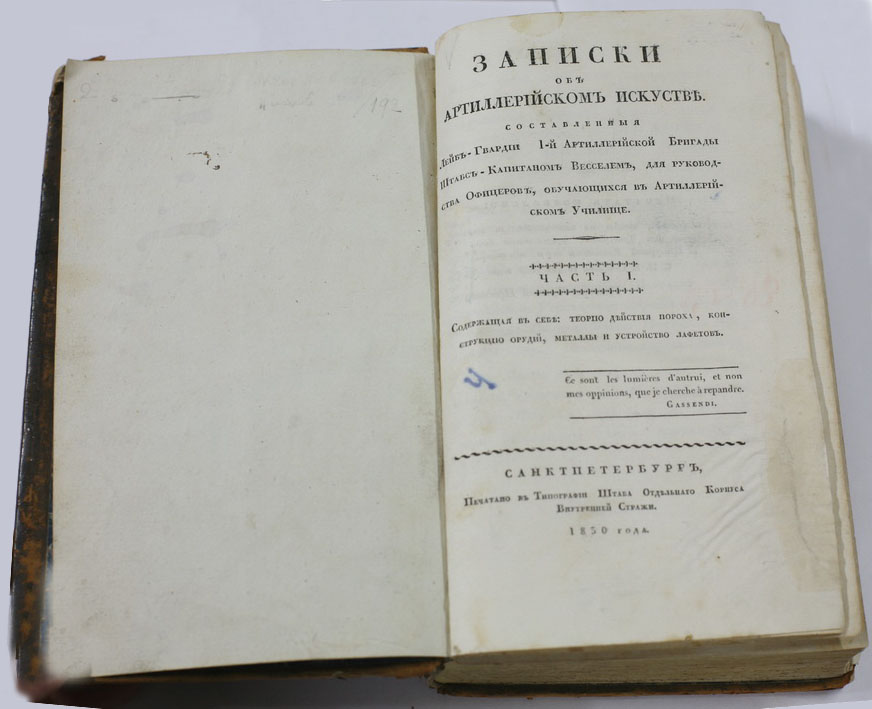 2
192
ЗАПИСКИ
ОБЪ
АРТИЛЛЕРІЙСКОМЪ ИСКУСТВѢ.
СОСТАВЛЕННЫЯ
ЛЕЙБЪ-ГВАРДІИ 1-Й АРТИЛЛЕРІЙСКОЙ БРИГАДЫ
ШТАБСЪ-КАПИТАНОМЪ ВЕССЕЛЕМЪ, ДЛЯ РУКОВОД-
СТВА ОФИЦЕРОВЪ, ОБУЧАЮЩИХСЯ ВЪ АРТИЛЛЕРІЙ-
СКОМЪ УЧИЛИЩЕ.
ЧАСТЬ I.
СОДЕРЖАЩАЯ ВЪ СЕБѢ: ТЕОРІЮ ДѢЙСТВІЯ ПОРОХА, КОН-
СТРУКЦІЮ ОРУДІЙ, МЕТАЛЛЫ И УСТРОЙСТВО ЛАФЕТОВЪ.
Ce sont les lumières d'autrui, et non
mes oppinions, que je cherche à repandre.
GASSENDI.
САНКТПЕТЕРБУРГЪ,
ПЕЧАТАНО ВЪ ТИПОГРАФІИ ШТАБА ОТДѢЛЬНАГО КОРПУСА
ВНУТРЕННЕЙ СТРАЖИ.
1830 года.